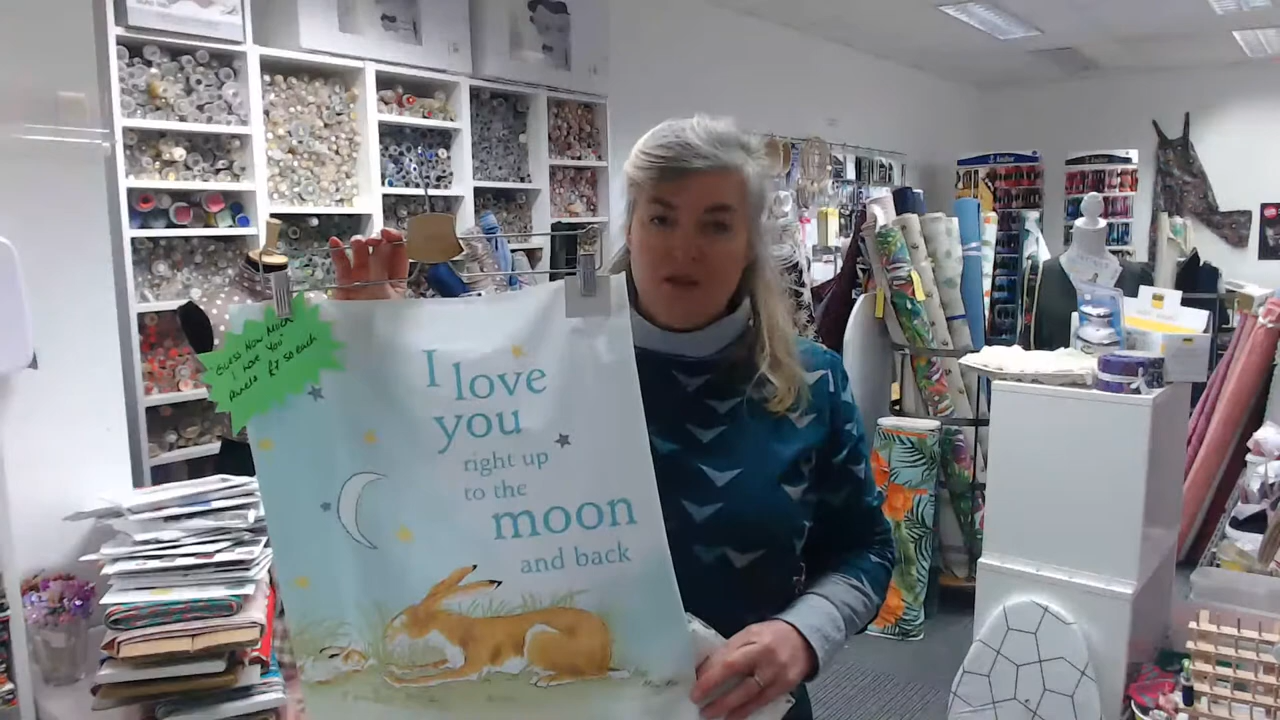 "Guess How Much
I Love You"
Panels £7.50 each
I love
you
right up
to the
moon
and back